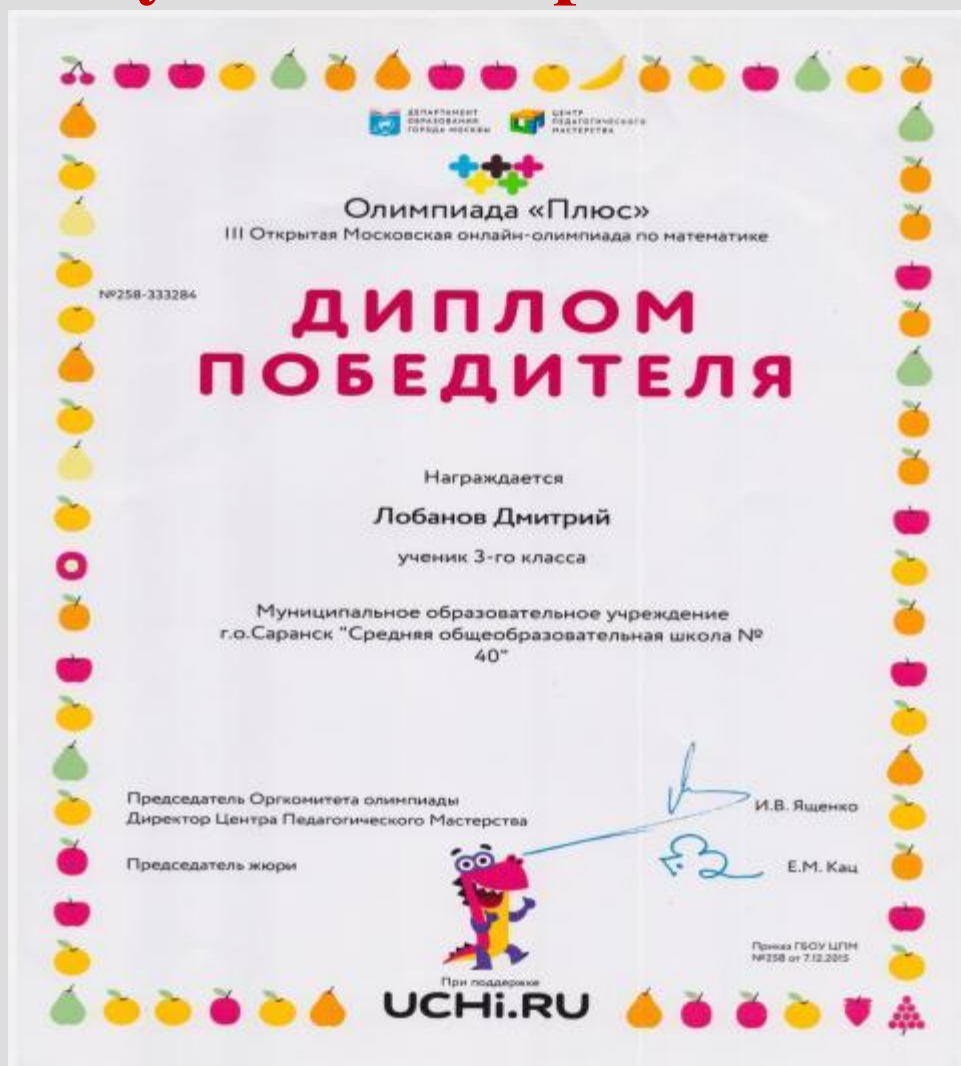 ДЕПАРТАМЕНТ
ОБРАЗОВАНИЯ
ГОРОДА МОСКВЫ
ЦЕНТР
ПЕДАГОГИЧЕСКОГО
МАСТЕРСТВА
Олимпиада «Плюс»
III Открытая Московская онлайн-олимпиада по математике
№258-333284
ДИПЛОМ
ПОБЕДИТЕЛЯ
Награждается
Лобанов Дмитрий
ученик 3-го класса
Муниципальное образовательное учреждение
г.о.Саранск "Средняя общеобразовательная школа №
40"
Председатель Оргкомитета олимпиады
Директор Центра Педагогического Мастерства
И.В. Ященко
Председатель жюри
Е.М. Кац
Приказ ГБОУ ЦПМ
№258 от 7.12.2015
При поддержке
UCHi.RU